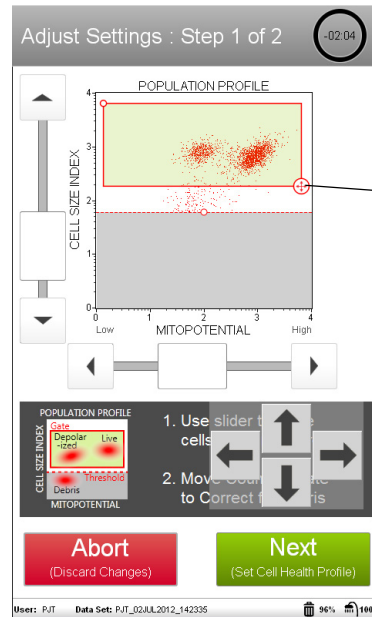 Adjust Settings : Step 1 of 2
-02:04
POPULATION PROFILE
CELL SIZE INDEX
4
3
2
1
0
0 1 2 3 4
Low MITOPOTENTIAL High
POPULATION PROFILE
Gate
Depolar
-ized
Live
Threshold
Debris
CELL SIZE INDEX
MITOPOTENTIAL
1. Use slider t
cells
2. Mov
to Correct f
Abort
(Discard Changes)
Next
(Set Cell Health Profile)
User: PJT Data Set: PJT_02JUL2012_142335 96% 100